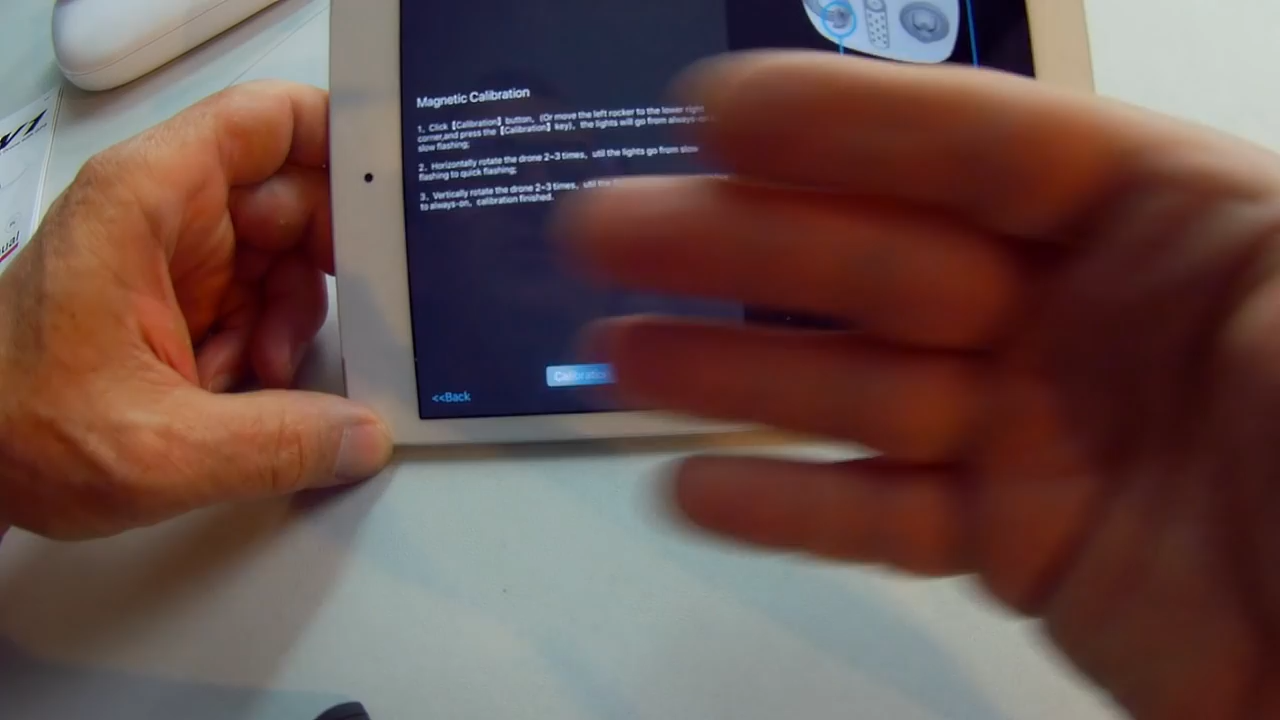 V1
ual
Magnetic Calibration
1、Click【Calibration】button,（Or move the left rocker to the lower right
corner,and press the【Calibration】key）, the lights will go from always-
slow flashing;
2、Horizontally rotate the drone 2-3 times, util the lights go from slow
flashing to quick flashing;
3、Vertically rotate the drone 2-3 times, util the
to always-on, calibration finished.
Calibration
<<Back